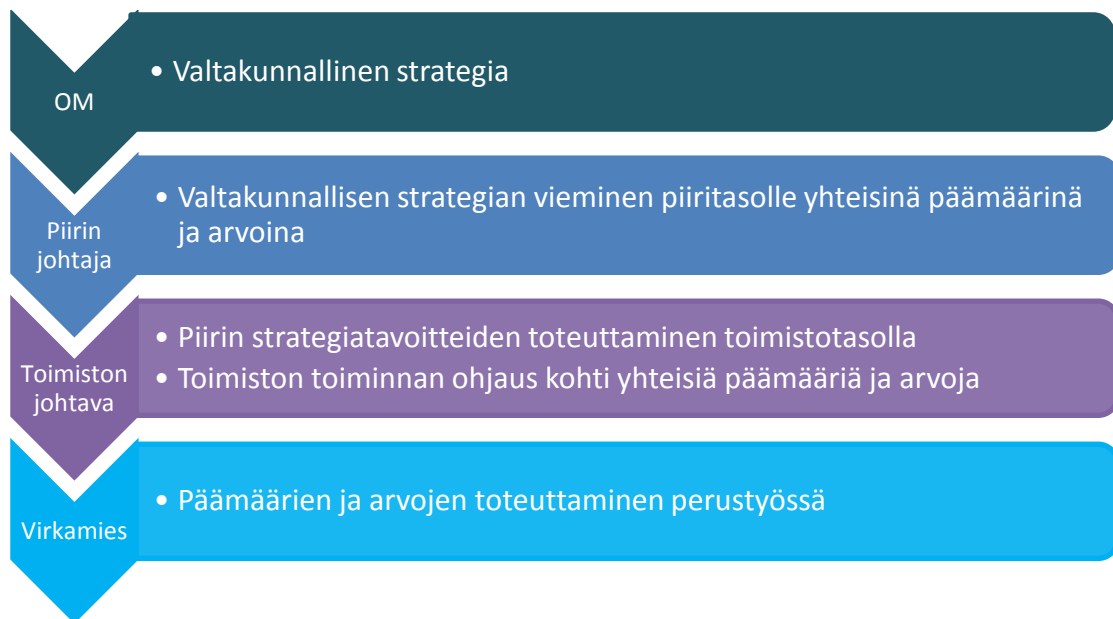 OM
• Valtakunnallinen strategia
Piirin
johtaja
• Valtakunnallisen strategian vieminen piiritasolle yhteisinä päämäärinä
ja arvoina
Toimiston
johtava
• Piirin strategiatavoitteiden toteuttaminen toimistotasolla
• Toimiston toiminnan ohjaus kohti yhteisiä päämääriä ja arvoja
Virkamies
• Päämäärien ja arvojen toteuttaminen perustyössä